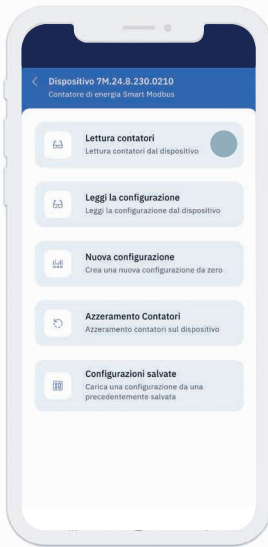 Dispositivo 7M.24.8.230.0210
Contatore di energia Smart Modbus
Lettura contatori
Lettura contatori dal dispositivo
Leggi la configurazione
Leggi la configurazione dal dispositivo
Nuova configurazione
Crea una nuova configurazione da zero
Azzeramento Contatori
Azzeramento contatori sul dispositivo
Configurazioni salvate
Carica una configurazione da una
precedentemente salvata